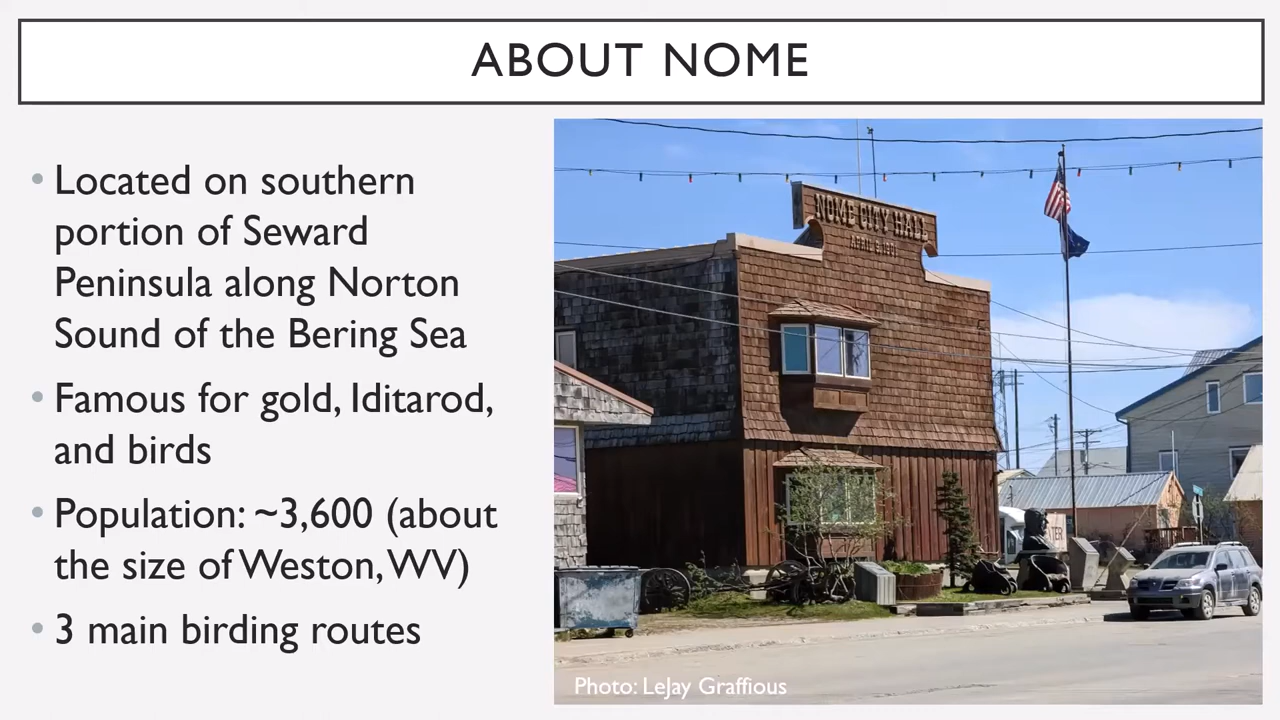 ABOUT NOME
• Located on southern
portion of Seward
Peninsula along Norton
Sound of the Bering Sea
• Famous for gold, Iditarod,
and birds
• Population: ~3,600 (about
the size of Weston, WV)
• 3 main birding routes
NOME CITY HALL
Photo: LeJay Graffious